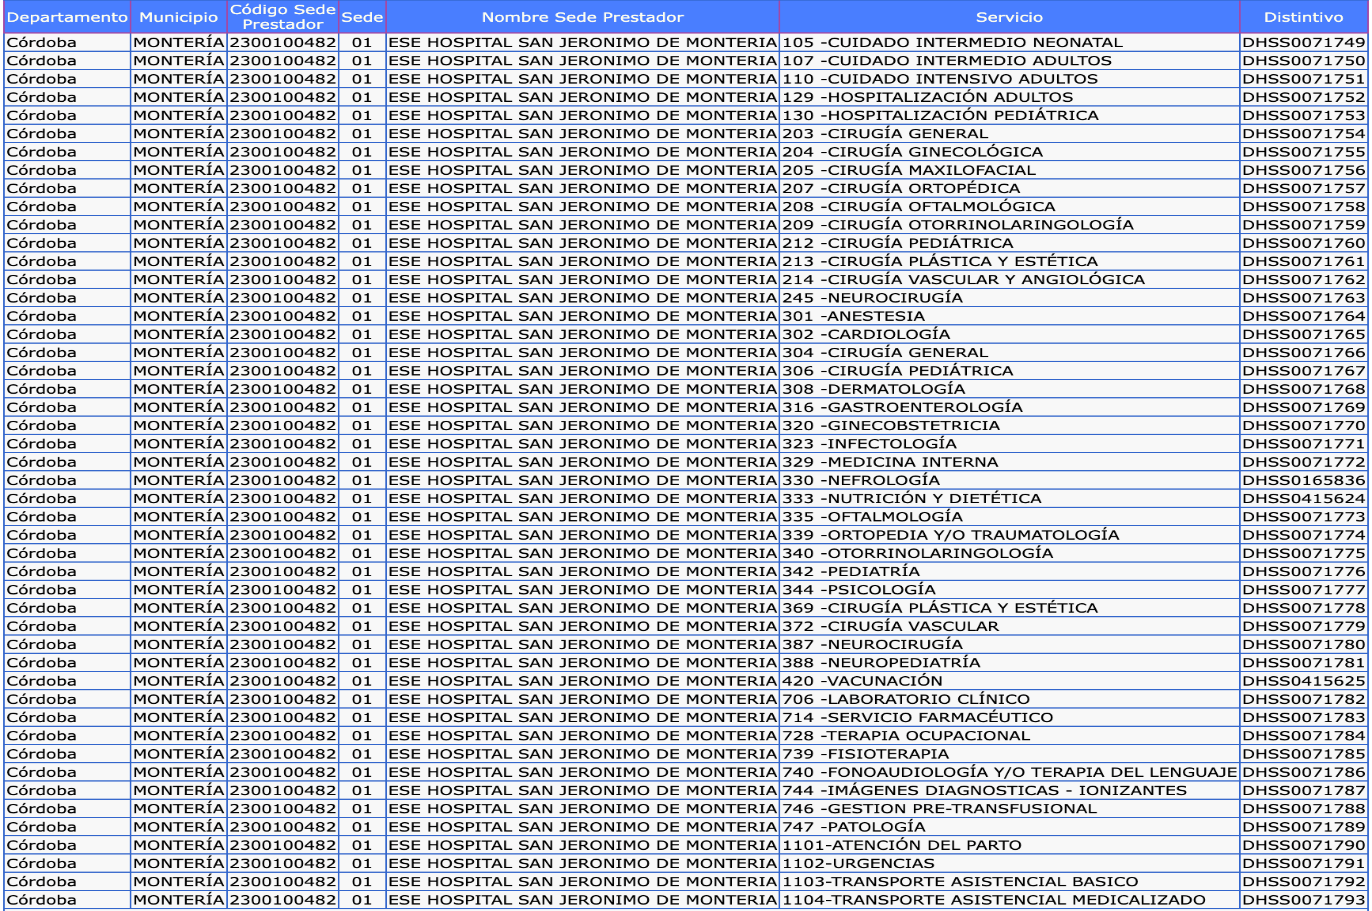 Departamento Municipio Código Sede Prestador Sede Nombre Sede Prestador Servicio Distintivo
Córdoba MONTERÍA 2300100482 01 ESE HOSPITAL SAN JERONIMO DE MONTERIA 105 -CUIDADO INTERMEDIO NEONATAL DHSS0071749
Córdoba MONTERÍA 2300100482 01 ESE HOSPITAL SAN JERONIMO DE MONTERIA 107 -CUIDADO INTERMEDIO ADULTOS DHSS0071750
Córdoba MONTERÍA 2300100482 01 ESE HOSPITAL SAN JERONIMO DE MONTERIA 110 -CUIDADO INTENSIVO ADULTOS DHSS0071751
Córdoba MONTERÍA 2300100482 01 ESE HOSPITAL SAN JERONIMO DE MONTERIA 129 -HOSPITALIZACIÓN ADULTOS DHSS0071752
Córdoba MONTERÍA 2300100482 01 ESE HOSPITAL SAN JERONIMO DE MONTERIA 130 -HOSPITALIZACIÓN PEDIÁTRICA DHSS0071753
Córdoba MONTERÍA 2300100482 01 ESE HOSPITAL SAN JERONIMO DE MONTERIA 203 -CIRUGÍA GENERAL DHSS0071754
Córdoba MONTERÍA 2300100482 01 ESE HOSPITAL SAN JERONIMO DE MONTERIA 204 -CIRUGÍA GINECOLÓGICA DHSS0071755
Córdoba MONTERÍA 2300100482 01 ESE HOSPITAL SAN JERONIMO DE MONTERIA 205 -CIRUGÍA MAXILOFACIAL DHSS0071756
Córdoba MONTERÍA 2300100482 01 ESE HOSPITAL SAN JERONIMO DE MONTERIA 207 -CIRUGÍA ORTOPÉDICA DHSS0071757
Córdoba MONTERÍA 2300100482 01 ESE HOSPITAL SAN JERONIMO DE MONTERIA 208 -CIRUGÍA OFTALMOLÓGICA DHSS0071758
Córdoba MONTERÍA 2300100482 01 ESE HOSPITAL SAN JERONIMO DE MONTERIA 209 -CIRUGÍA OTORRINOLARINGOLOGÍA DHSS0071759
Córdoba MONTERÍA 2300100482 01 ESE HOSPITAL SAN JERONIMO DE MONTERIA 212 -CIRUGÍA PEDIÁTRICA DHSS0071760
Córdoba MONTERÍA 2300100482 01 ESE HOSPITAL SAN JERONIMO DE MONTERIA 213 -CIRUGÍA PLÁSTICA Y ESTÉTICA DHSS0071761
Córdoba MONTERÍA 2300100482 01 ESE HOSPITAL SAN JERONIMO DE MONTERIA 214 -CIRUGÍA VASCULAR Y ANGIOLÓGICA DHSS0071762
Córdoba MONTERÍA 2300100482 01 ESE HOSPITAL SAN JERONIMO DE MONTERIA 245 -NEUROCIRUGÍA DHSS0071763
Córdoba MONTERÍA 2300100482 01 ESE HOSPITAL SAN JERONIMO DE MONTERIA 301 -ANESTESIA DHSS0071764
Córdoba MONTERÍA 2300100482 01 ESE HOSPITAL SAN JERONIMO DE MONTERIA 302 -CARDIOLOGÍA DHSS0071765
Córdoba MONTERÍA 2300100482 01 ESE HOSPITAL SAN JERONIMO DE MONTERIA 304 -CIRUGÍA GENERAL DHSS0071766
Córdoba MONTERÍA 2300100482 01 ESE HOSPITAL SAN JERONIMO DE MONTERIA 306 -CIRUGÍA PEDIÁTRICA DHSS0071767
Córdoba MONTERÍA 2300100482 01 ESE HOSPITAL SAN JERONIMO DE MONTERIA 308 -DERMATOLOGÍA DHSS0071768
Córdoba MONTERÍA 2300100482 01 ESE HOSPITAL SAN JERONIMO DE MONTERIA 316 -GASTROENTEROLOGÍA DHSS0071769
Córdoba MONTERÍA 2300100482 01 ESE HOSPITAL SAN JERONIMO DE MONTERIA 320 -GINECOBSTETRICIA DHSS0071770
Córdoba MONTERÍA 2300100482 01 ESE HOSPITAL SAN JERONIMO DE MONTERIA 323 -INFECTOLOGÍA DHSS0071771
Córdoba MONTERÍA 2300100482 01 ESE HOSPITAL SAN JERONIMO DE MONTERIA 329 -MEDICINA INTERNA DHSS0071772
Córdoba MONTERÍA 2300100482 01 ESE HOSPITAL SAN JERONIMO DE MONTERIA 330 -NEFROLOGÍA DHSS0165836
Córdoba MONTERÍA 2300100482 01 ESE HOSPITAL SAN JERONIMO DE MONTERIA 333 -NUTRICIÓN Y DIETÉTICA DHSS0415624
Córdoba MONTERÍA 2300100482 01 ESE HOSPITAL SAN JERONIMO DE MONTERIA 335 -OFTALMOLOGÍA DHSS0071773
Córdoba MONTERÍA 2300100482 01 ESE HOSPITAL SAN JERONIMO DE MONTERIA 339 -ORTOPEDIA Y/O TRAUMATOLOGÍA DHSS0071774
Córdoba MONTERÍA 2300100482 01 ESE HOSPITAL SAN JERONIMO DE MONTERIA 340 -OTORRINOLARINGOLOGÍA DHSS0071775
Córdoba MONTERÍA 2300100482 01 ESE HOSPITAL SAN JERONIMO DE MONTERIA 342 -PEDIATRÍA DHSS0071776
Córdoba MONTERÍA 2300100482 01 ESE HOSPITAL SAN JERONIMO DE MONTERIA 344 -PSICOLOGÍA DHSS0071777
Córdoba MONTERÍA 2300100482 01 ESE HOSPITAL SAN JERONIMO DE MONTERIA 369 -CIRUGÍA PLÁSTICA Y ESTÉTICA DHSS0071778
Córdoba MONTERÍA 2300100482 01 ESE HOSPITAL SAN JERONIMO DE MONTERIA 372 -CIRUGÍA VASCULAR DHSS0071779
Córdoba MONTERÍA 2300100482 01 ESE HOSPITAL SAN JERONIMO DE MONTERIA 387 -NEUROCIRUGÍA DHSS0071780
Córdoba MONTERÍA 2300100482 01 ESE HOSPITAL SAN JERONIMO DE MONTERIA 388 -NEUROPEDIATRÍA DHSS0071781
Córdoba MONTERÍA 2300100482 01 ESE HOSPITAL SAN JERONIMO DE MONTERIA 420 -VACUNACIÓN DHSS0415625
Córdoba MONTERÍA 2300100482 01 ESE HOSPITAL SAN JERONIMO DE MONTERIA 706 -LABORATORIO CLÍNICO DHSS0071782
Córdoba MONTERÍA 2300100482 01 ESE HOSPITAL SAN JERONIMO DE MONTERIA 714 -SERVICIO FARMACÉUTICO DHSS0071783
Córdoba MONTERÍA 2300100482 01 ESE HOSPITAL SAN JERONIMO DE MONTERIA 728 -TERAPIA OCUPACIONAL DHSS0071784
Córdoba MONTERÍA 2300100482 01 ESE HOSPITAL SAN JERONIMO DE MONTERIA 739 -FISIOTERAPIA DHSS0071785
Córdoba MONTERÍA 2300100482 01 ESE HOSPITAL SAN JERONIMO DE MONTERIA 740 -FONOAUDIOLOGÍA Y/O TERAPIA DEL LENGUAJE DHSS0071786
Córdoba MONTERÍA 2300100482 01 ESE HOSPITAL SAN JERONIMO DE MONTERIA 744 -IMÁGENES DIAGNOSTICAS - IONIZANTES DHSS0071787
Córdoba MONTERÍA 2300100482 01 ESE HOSPITAL SAN JERONIMO DE MONTERIA 746 -GESTION PRE-TRANSFUSIONAL DHSS0071788
Córdoba MONTERÍA 2300100482 01 ESE HOSPITAL SAN JERONIMO DE MONTERIA 747 -PATOLOGÍA DHSS0071789
Córdoba MONTERÍA 2300100482 01 ESE HOSPITAL SAN JERONIMO DE MONTERIA 1101-ATENCIÓN DEL PARTO DHSS0071790
Córdoba MONTERÍA 2300100482 01 ESE HOSPITAL SAN JERONIMO DE MONTERIA 1102-URGENCIAS DHSS0071791
Córdoba MONTERÍA 2300100482 01 ESE HOSPITAL SAN JERONIMO DE MONTERIA 1103-TRANSPORTE ASISTENCIAL BASICO DHSS0071792
Córdoba MONTERÍA 2300100482 01 ESE HOSPITAL SAN JERONIMO DE MONTERIA 1104-TRANSPORTE ASISTENCIAL MEDICALIZADO DHSS0071793